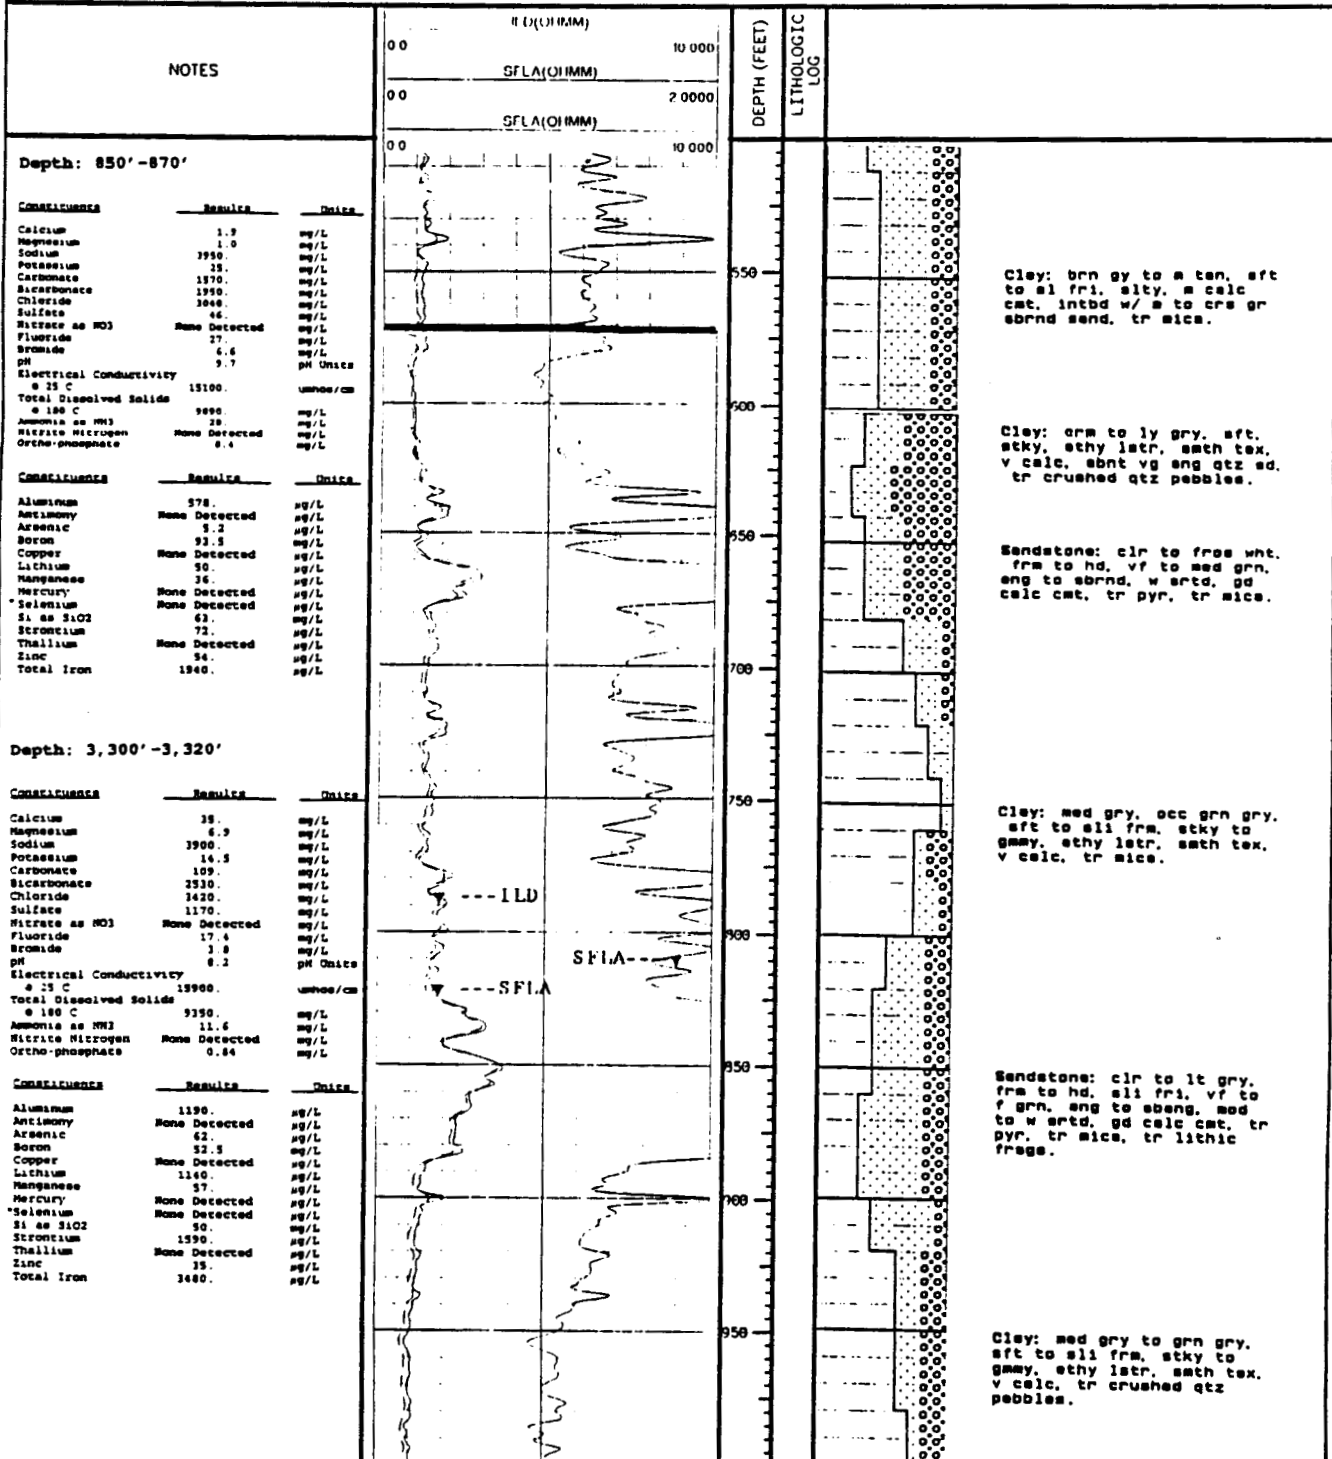 NOTES
ILD(OHMM)
0 0 10 000
SFLA(OHMM)
0 0 2 0000
SFLA(OHMM)
0 0 10 000
DEPTH (FEET)
LITHOLOGIC
LOG
Depth: 850'-870'
Constituents Results Units
Calcium 1.9 mg/L
Magnesium 1.0 mg/L
Sodium 3950. mg/L
Potassium 35. mg/L
Carbonate 1570. mg/L
Bicarbonate 1950. mg/L
Chloride 3040. mg/L
Sulfate 46. mg/L
Nitrate as NO3 None Detected mg/L
Fluoride 27. mg/L
Bromide 6.6 mg/L
pH 9.7 pH Units
Electrical Conductivity
@ 25 C 15100. umhos/cm
Total Dissolved Solids
@ 180 C 9890. mg/L
Ammonia as NH3 20. mg/L
Nitrite Nitrogen None Detected mg/L
Ortho-phosphate 0.4 mg/L
Constituents Results Units
Aluminum 578. µg/L
Antimony None Detected µg/L
Arsenic 5.2 µg/L
Boron 93.5 mg/L
Copper None Detected µg/L
Lithium 50. µg/L
Manganese 36. µg/L
Mercury None Detected µg/L
*Selenium None Detected µg/L
Si as SiO2 63. mg/L
Strontium 72. µg/L
Thallium None Detected µg/L
Zinc 54. µg/L
Total Iron 1940. µg/L
Depth: 3,300'-3,320'
Constituents Results Units
Calcium 35. mg/L
Magnesium 6.9 mg/L
Sodium 3900. mg/L
Potassium 14.5 mg/L
Carbonate 109. mg/L
Bicarbonate 2530. mg/L
Chloride 3420. mg/L
Sulfate 1170. mg/L
Nitrate as NO3 None Detected mg/L
Fluoride 17.4 mg/L
Bromide 3.8 mg/L
pH 8.2 pH Units
Electrical Conductivity
@ 25 C 15900. umhos/cm
Total Dissolved Solids
@ 180 C 9350. mg/L
Ammonia as NH3 11.6 mg/L
Nitrite Nitrogen None Detected mg/L
Ortho-phosphate 0.84 mg/L
Constituents Results Units
Aluminum 1190. µg/L
Antimony None Detected µg/L
Arsenic 62. µg/L
Boron 52.5 mg/L
Copper None Detected µg/L
Lithium 1140. µg/L
Manganese 57. µg/L
Mercury None Detected µg/L
*Selenium None Detected µg/L
Si as SiO2 50. mg/L
Strontium 1590. µg/L
Thallium None Detected µg/L
Zinc 35. µg/L
Total Iron 3480. µg/L
---ILD
SFLA--
---SFLA
550
600
650
700
750
800
850
900
950
Clay: brn gy to m tan, sft
to sl fri, slty, m calc
cmt, intbd w/ m to crs gr
sbrnd sand, tr mica.
Clay: crm to ly gry, sft,
stky, ethy lstr, smth tex,
v calc, abnt vg ang qtz sd,
tr crushed qtz pebbles.
Sandstone: clr to fros wht,
frm to hd, vf to med grn,
ang to sbrnd, w srtd, gd
calc cmt, tr pyr, tr mica.
Clay: med gry, occ grn gry,
sft to sli frm, stky to
gmmy, ethy lstr, smth tex,
v calc, tr mica.
Sandstone: clr to lt gry,
frm to hd, sli fri, vf to
f grn, ang to sbang, mod
to w srtd, gd calc cmt, tr
pyr, tr mica, tr lithic
frags.
Clay: med gry to grn gry,
sft to sli frm, stky to
gmmy, ethy lstr, smth tex,
v calc, tr crushed qtz
pebbles.